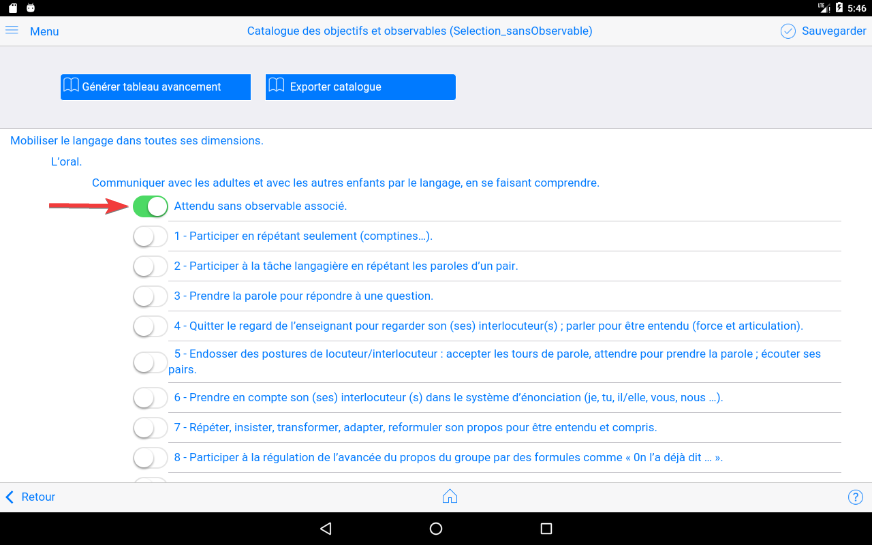 LTE 5:46
Menu
Catalogue des objectifs et observables (Selection_sansObservable)
Sauvegarder
Générer tableau avancement
Exporter catalogue
Mobiliser le langage dans toutes ses dimensions.
L'oral.
Communiquer avec les adultes et avec les autres enfants par le langage, en se faisant comprendre.
Attendu sans observable associé.
1 - Participer en répétant seulement (comptines…).
2 - Participer à la tâche langagière en répétant les paroles d'un pair.
3 - Prendre la parole pour répondre à une question.
4 - Quitter le regard de l'enseignant pour regarder son (ses) interlocuteur(s) ; parler pour être entendu (force et articulation).
5 - Endosser des postures de locuteur/interlocuteur : accepter les tours de parole, attendre pour prendre la parole ; écouter ses
pairs.
6 - Prendre en compte son (ses) interlocuteur (s) dans le système d'énonciation (je, tu, il/elle, vous, nous …).
7 - Répéter, insister, transformer, adapter, reformuler son propos pour être entendu et compris.
8 - Participer à la régulation de l'avancée du propos du groupe par des formules comme « 0n l'a déjà dit … ».
Retour
?